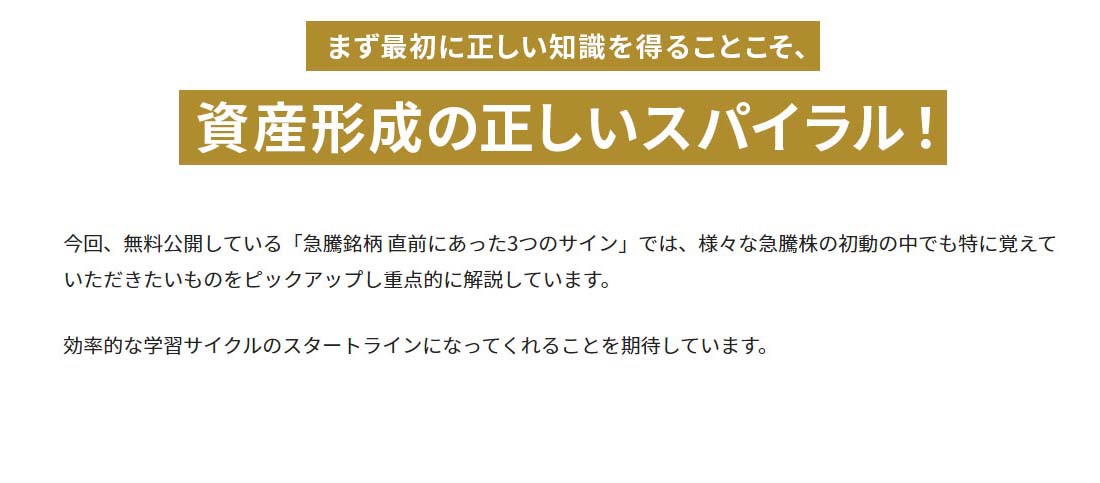 まず最初に正しい知識を得ることこそ、
資産形成の正しいスパイラル！
今回、無料公開している「急騰銘柄 直前にあった3つのサイン」では、様々な急騰株の初動の中でも特に覚えて
いただきたいものをピックアップし重点的に解説しています。
効率的な学習サイクルのスタートラインになってくれることを期待しています。